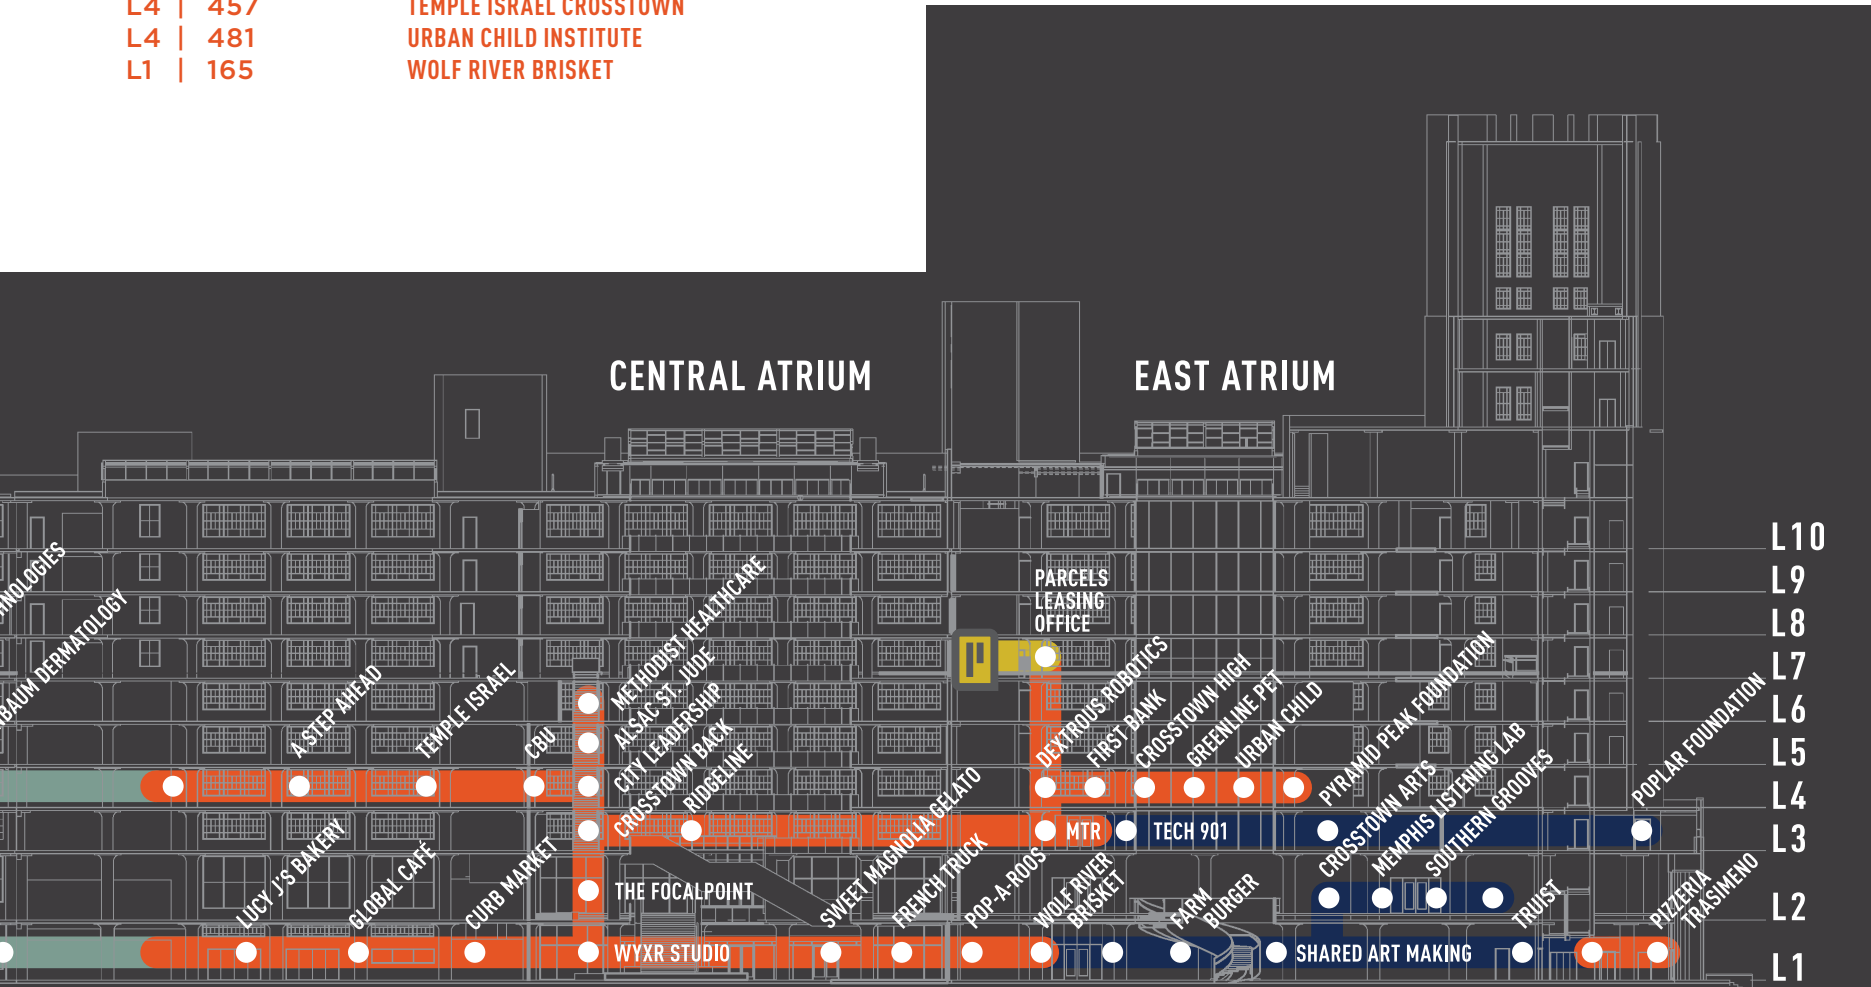 L4 | 457 TEMPLE ISRAEL CROSSTOWN
L4 | 481 URBAN CHILD INSTITUTE
L1 | 165 WOLF RIVER BRISKET
CENTRAL ATRIUM
EAST ATRIUM
L10
L9
L8
L7
L6
L5
L4
L3
L2
L1
PARCELS
LEASING
OFFICE
DERMATOLOGY
A STEP AHEAD
TEMPLE ISRAEL
CBU
METHODIST HEALTHCARE
ALSAC ST. JUDE
CITY LEADERSHIP
CROSSTOWN BACK
RIDGELINE
DEXTROUS ROBOTICS
FIRST BANK
CROSSTOWN HIGH
GREENLINE PET
URBAN CHILD
MTR
TECH 901
PYRAMID PEAK FOUNDATION
POPLAR FOUNDATION
THE FOCALPOINT
CROSSTOWN ARTS
MEMPHIS LISTENING LAB
SOUTHERN GROOVES
LUCY J'S BAKERY
GLOBAL CAFÉ
CURB MARKET
WYXR STUDIO
SWEET MAGNOLIA GELATO
FRENCH TRUCK
POP-A-ROOS
WOLF RIVER
BRISKET
FARM
BURGER
SHARED ART MAKING
TRUIST
PIZZERIA
TRASIMENO